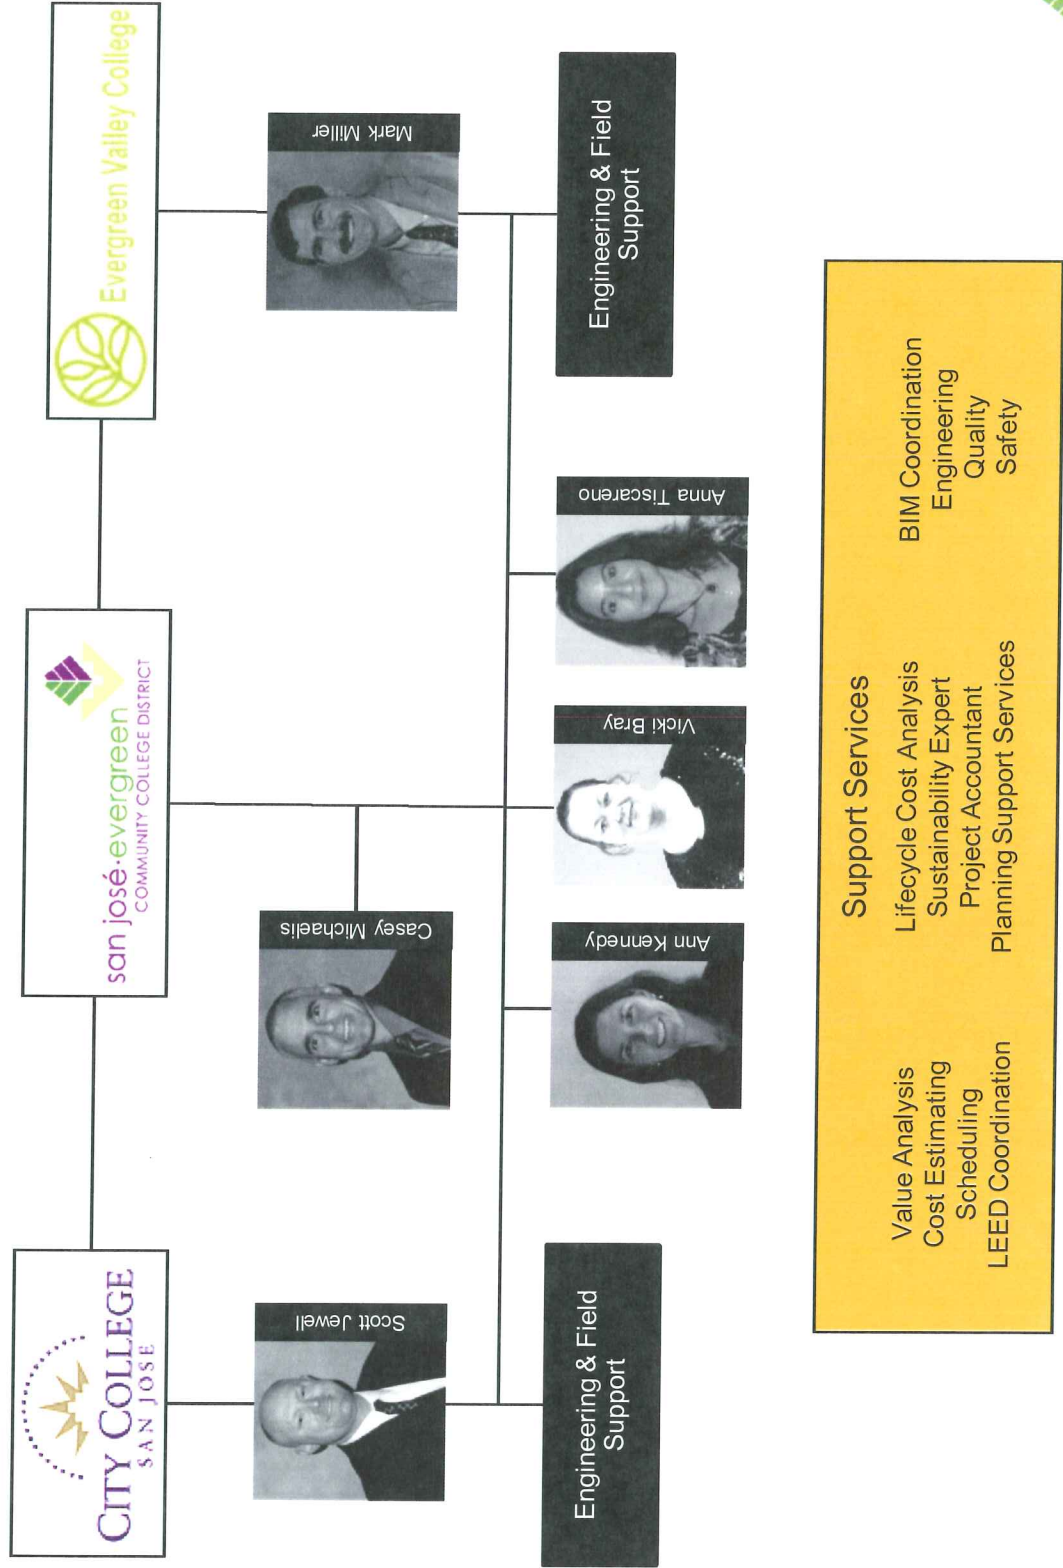 CITY COLLEGE
SAN JOSE
san josé·evergreen
COMMUNITY COLLEGE DISTRICT
Evergreen Valley College
Scott Jewell
Casey Michaelis
Mark Miller
Engineering & Field
Support
Ann Kennedy
Vicki Bray
Anna Tiscareno
Engineering & Field
Support
Support Services
Value Analysis
Cost Estimating
Scheduling
LEED Coordination
Lifecycle Cost Analysis
Sustainability Expert
Project Accountant
Planning Support Services
BIM Coordination
Engineering
Quality
Safety